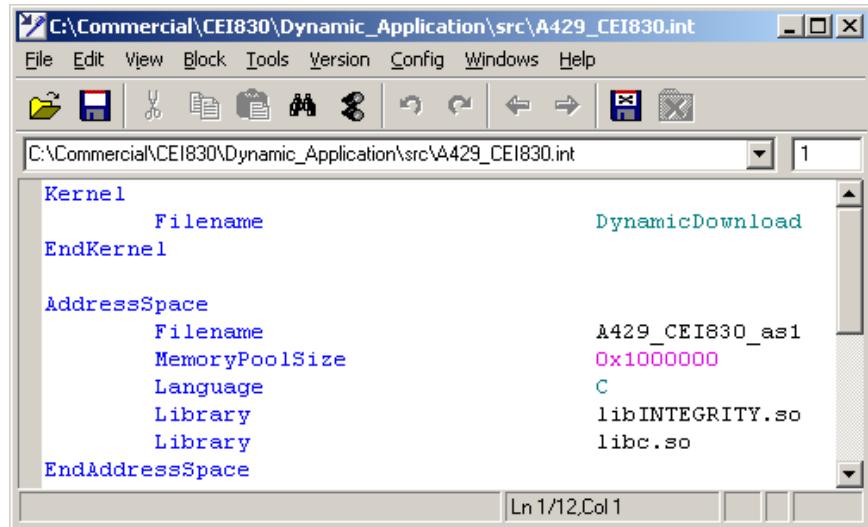 C:\Commercial\CEI830\Dynamic_Application\src\A429_CEI830.int
File Edit View Block Tools Version Config Windows Help
C:\Commercial\CEI830\Dynamic_Application\src\A429_CEI830.int 1
Kernel
Filename DynamicDownload
EndKernel
AddressSpace
Filename A429_CEI830_as1
MemoryPoolSize 0x1000000
Language C
Library libINTEGRITY.so
Library libc.so
EndAddressSpace
Ln 1/12,Col 1